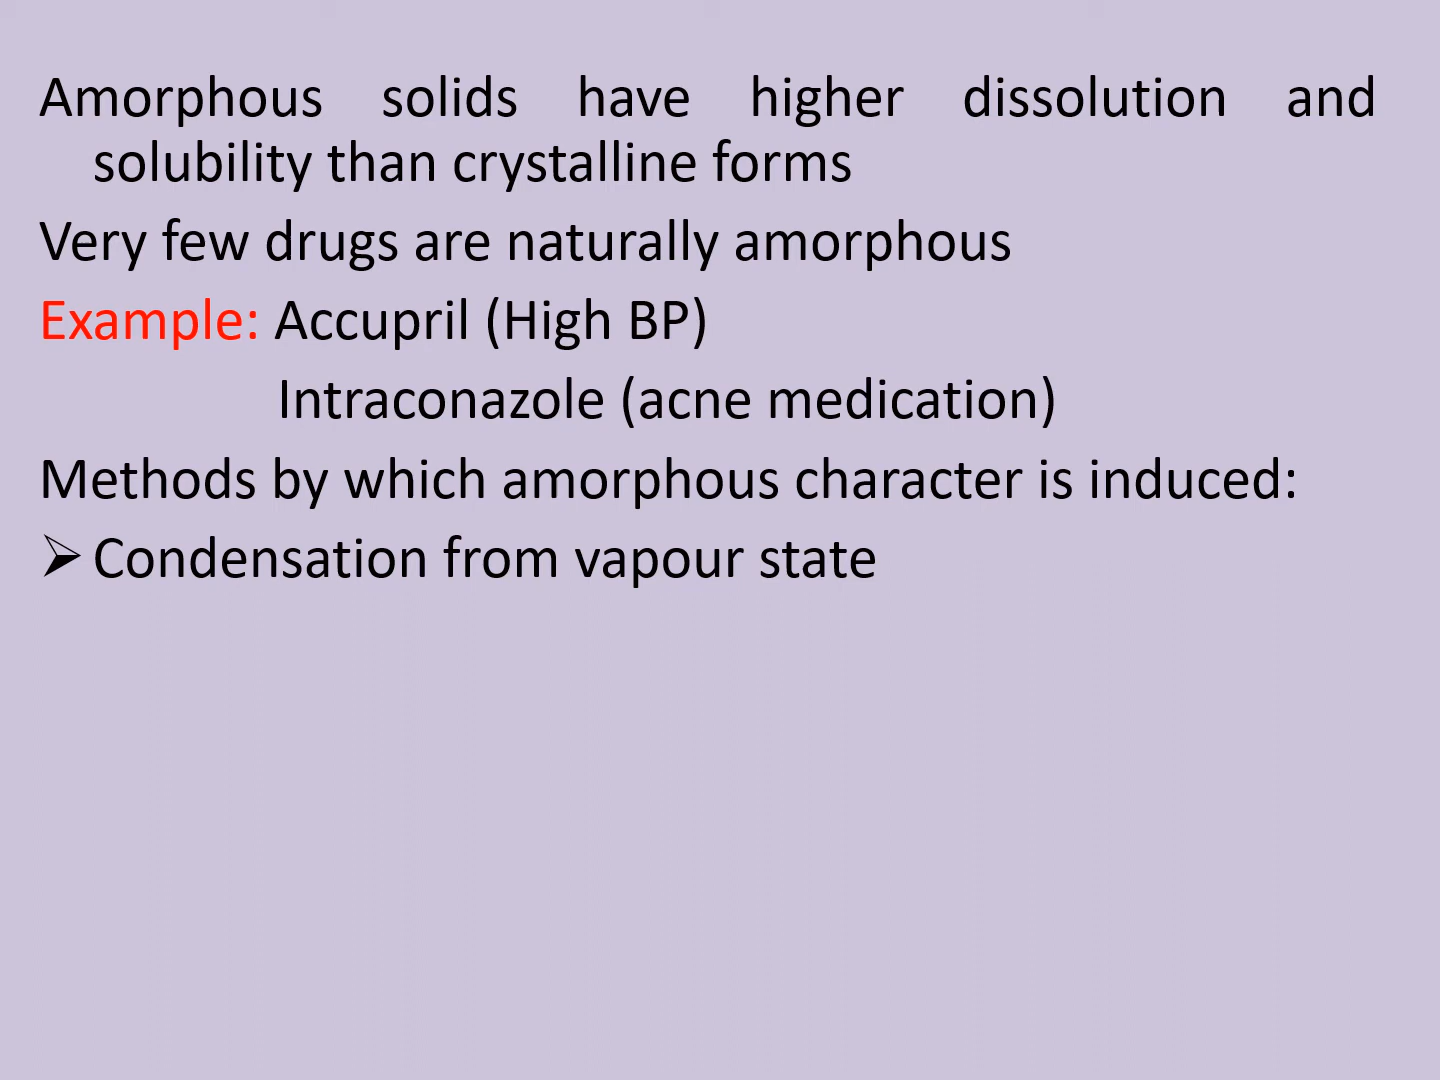 Amorphous solids have higher dissolution and
solubility than crystalline forms
Very few drugs are naturally amorphous
Example: Accupril (High BP)
Intraconazole (acne medication)
Methods by which amorphous character is induced:
➢ Condensation from vapour state